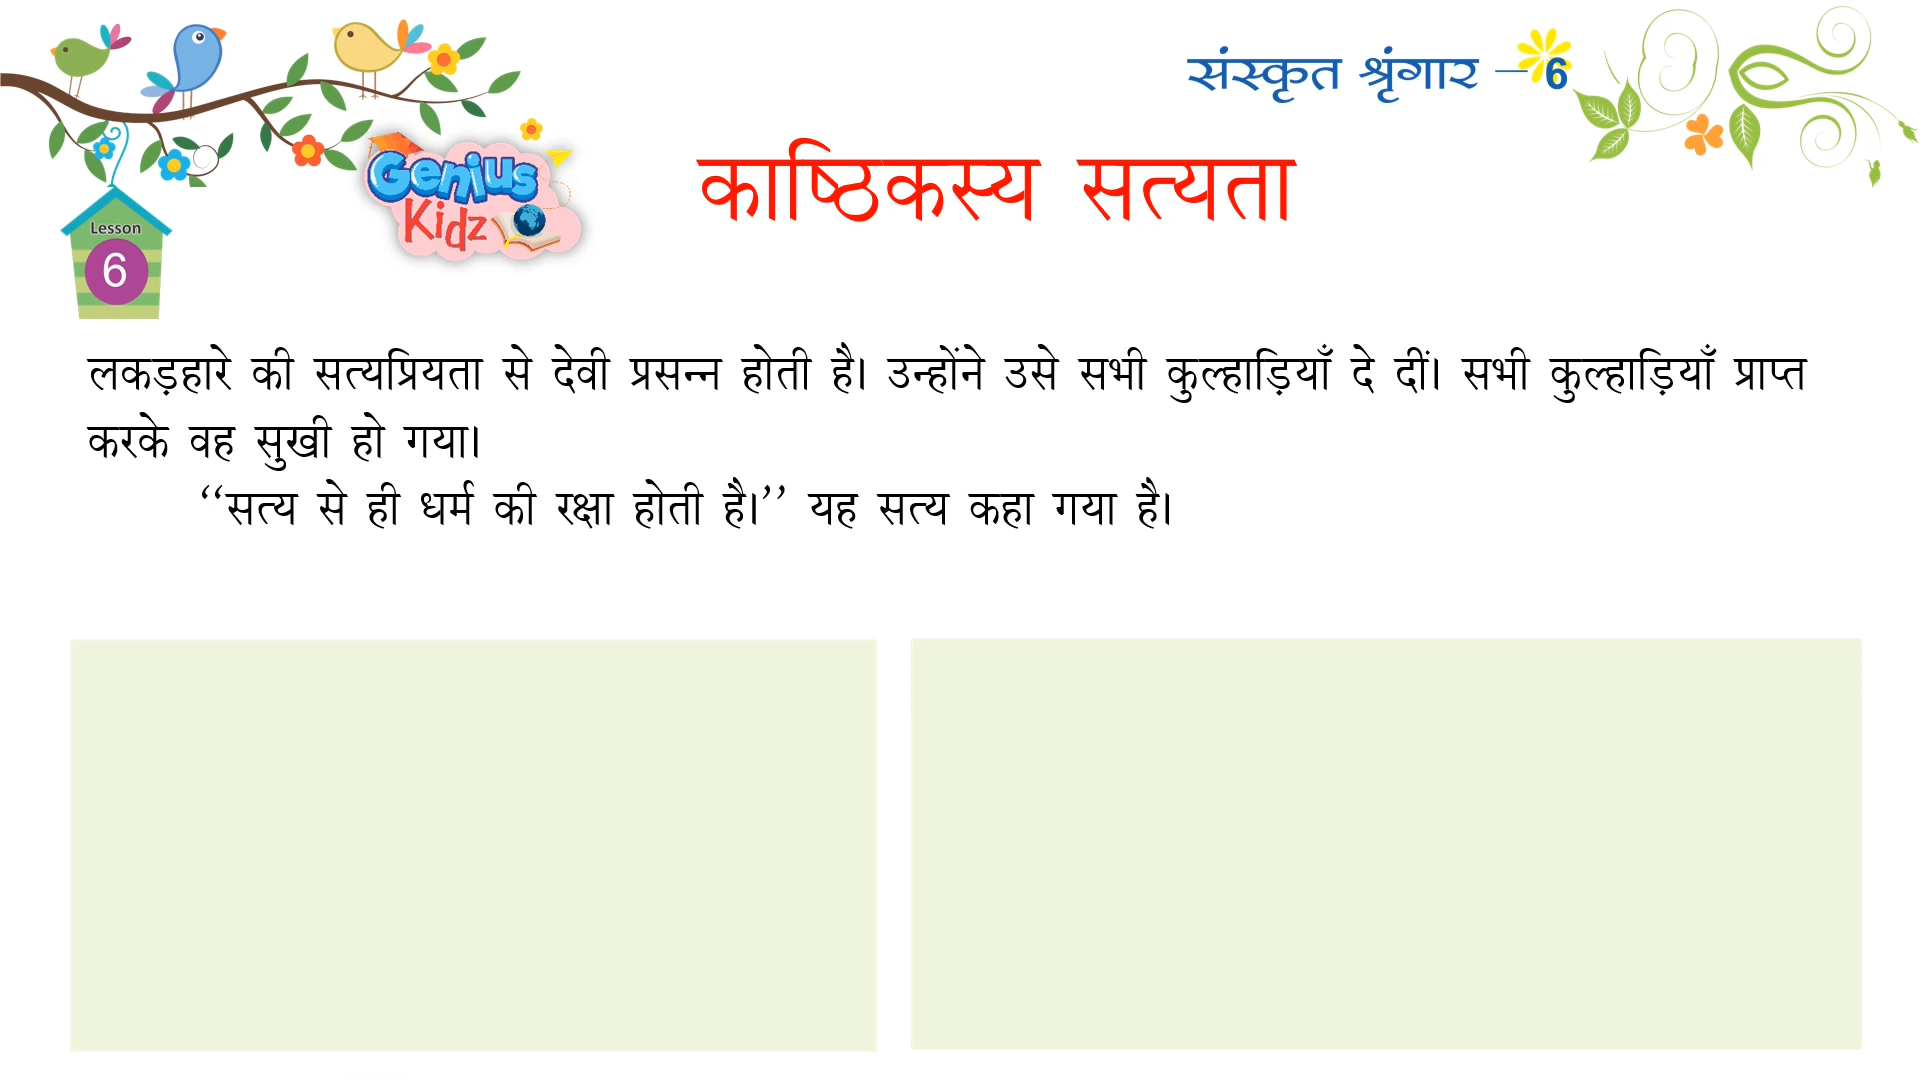 संस्कृत श्रृंगार – 6
Genius
Kidz
काष्ठिकस्य सत्यता
Lesson
6
लकड़हारे की सत्यप्रियता से देवी प्रसन्न होती है। उन्होंने उसे सभी कुल्हाड़ियाँ दे दीं। सभी कुल्हाड़ियाँ प्राप्त
करके वह सुखी हो गया।
‘‘सत्य से ही धर्म की रक्षा होती है।’’ यह सत्य कहा गया है।